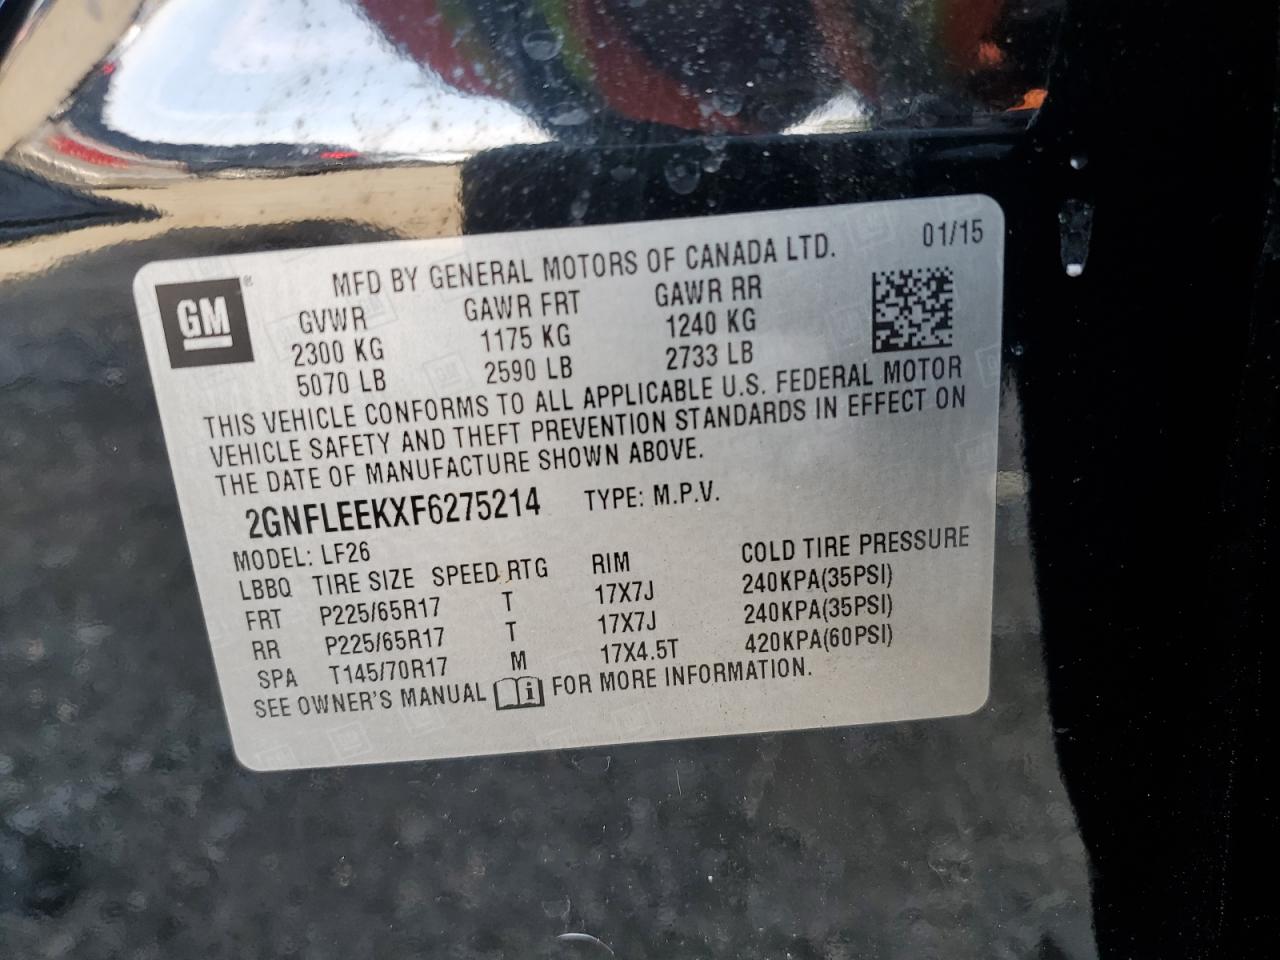 GM ®
MFD BY GENERAL MOTORS OF CANADA LTD. 01/15
GVWR GAWR FRT GAWR RR
2300 KG 1175 KG 1240 KG
5070 LB 2590 LB 2733 LB
THIS VEHICLE CONFORMS TO ALL APPLICABLE U.S. FEDERAL MOTOR
VEHICLE SAFETY AND THEFT PREVENTION STANDARDS IN EFFECT ON
THE DATE OF MANUFACTURE SHOWN ABOVE.
2GNFLEEKXF6275214 TYPE: M.P.V.
MODEL: LF26
LBBQ TIRE SIZE SPEED RTG RIM COLD TIRE PRESSURE
FRT P225/65R17 T 17X7J 240KPA(35PSI)
RR P225/65R17 T 17X7J 240KPA(35PSI)
SPA T145/70R17 M 17X4.5T 420KPA(60PSI)
SEE OWNER'S MANUAL i FOR MORE INFORMATION.